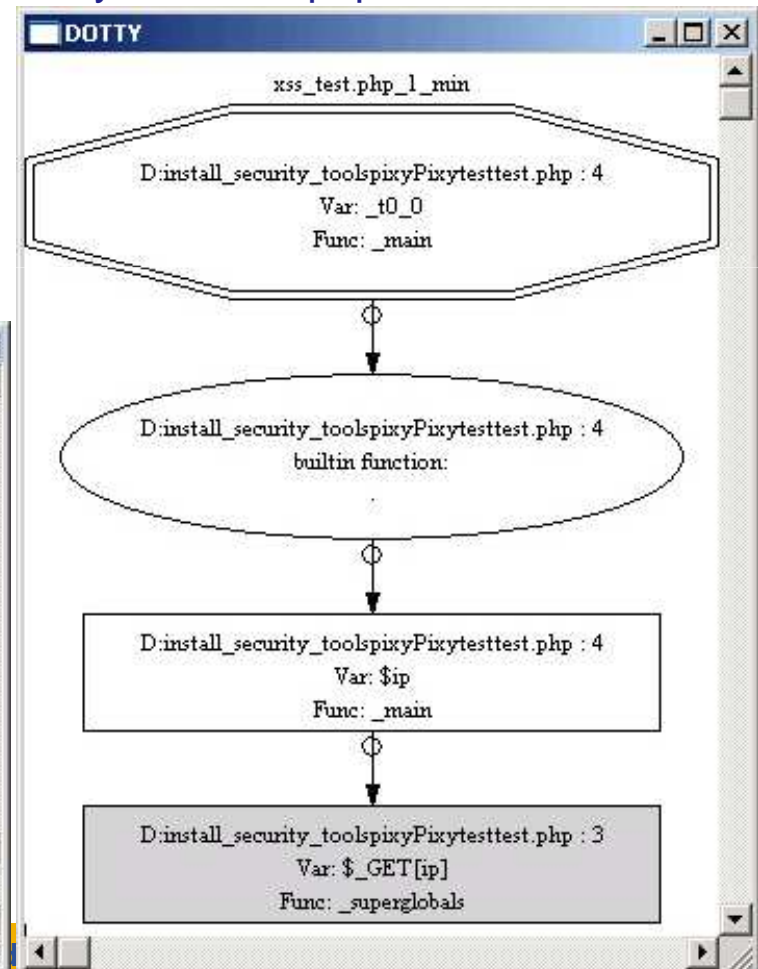 DOTTY
xss_test.php_1_min
D:install_security_toolspixyPixytesttest.php : 4
Var: _t0_0
Func: _main
D:install_security_toolspixyPixytesttest.php : 4
builtin function:
.
D:install_security_toolspixyPixytesttest.php : 4
Var: $ip
Func: _main
D:install_security_toolspixyPixytesttest.php : 3
Var: $_GET[ip]
Func: _superglobals